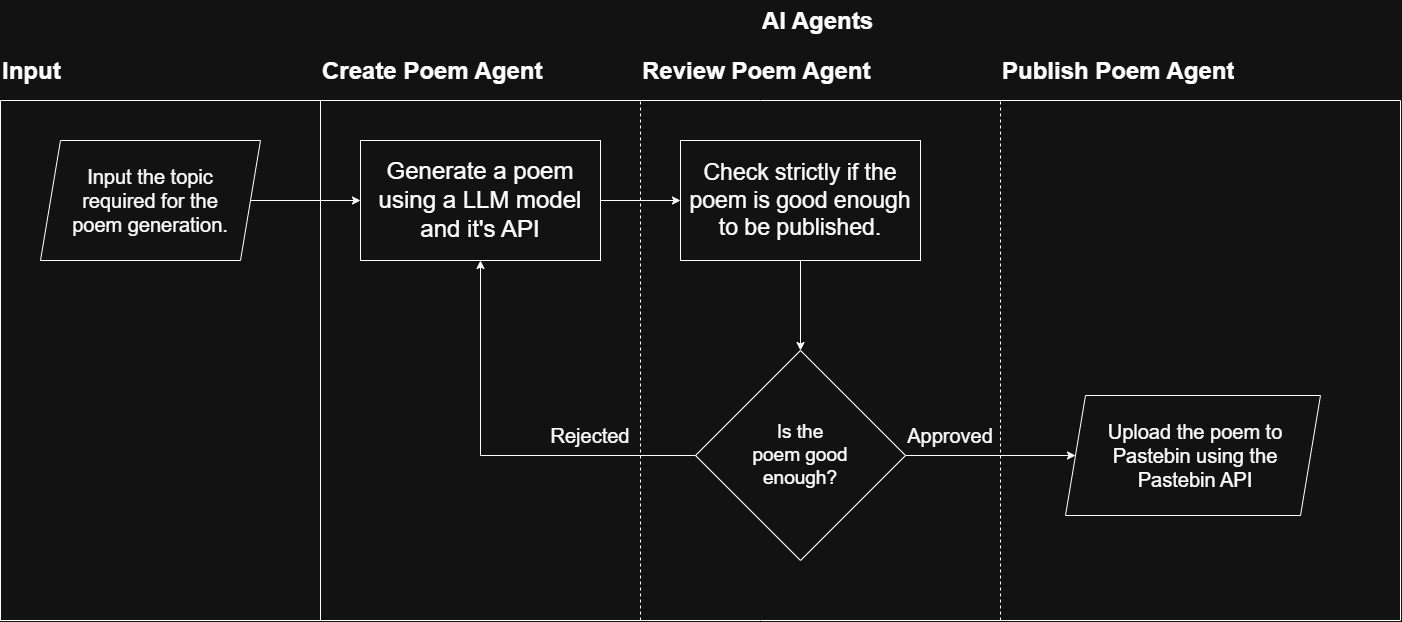 AI Agents
Input
Create Poem Agent
Review Poem Agent
Publish Poem Agent
Input the topic
required for the
poem generation.
Generate a poem
using a LLM model
and it's API
Check strictly if the
poem is good enough
to be published.
Is the
poem good
enough?
Rejected
Approved
Upload the poem to
Pastebin using the
Pastebin API